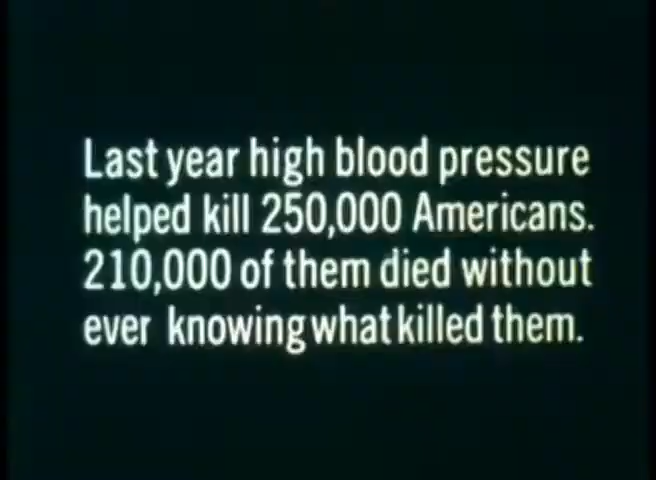 Last year high blood pressure
helped kill 250,000 Americans.
210,000 of them died without
ever knowing what killed them.